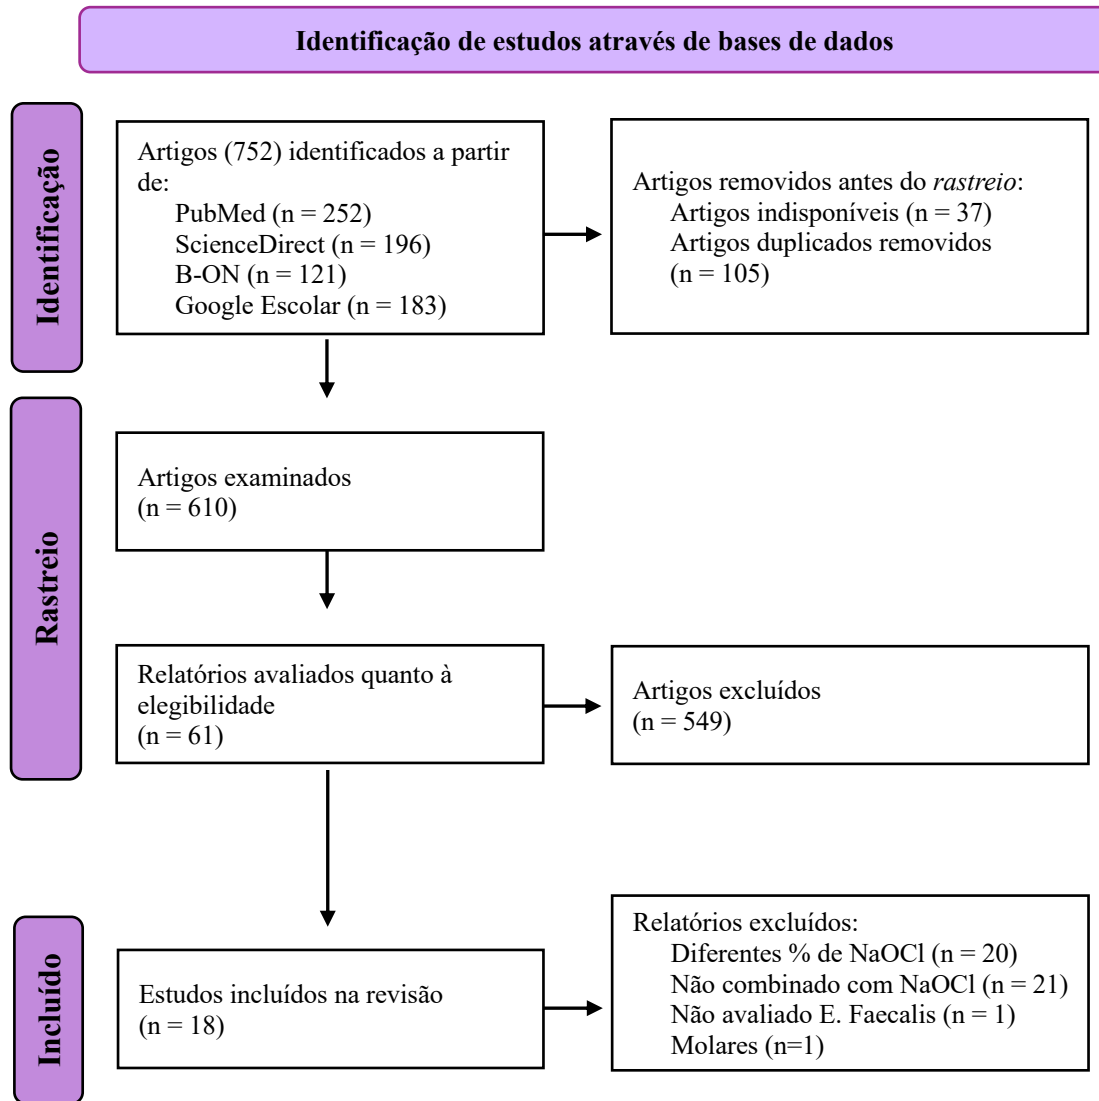 Identificação de estudos através de bases de dados
Identificação
Artigos (752) identificados a partir
de:
PubMed (n = 252)
ScienceDirect (n = 196)
B-ON (n = 121)
Google Escolar (n = 183)
Artigos removidos antes do rastreio:
Artigos indisponíveis (n = 37)
Artigos duplicados removidos
(n = 105)
Rastreio
Artigos examinados
(n = 610)
Relatórios avaliados quanto à
elegibilidade
(n = 61)
Artigos excluídos
(n = 549)
Incluído
Estudos incluídos na revisão
(n = 18)
Relatórios excluídos:
Diferentes % de NaOCl (n = 20)
Não combinado com NaOCl (n = 21)
Não avaliado E. Faecalis (n = 1)
Molares (n=1)